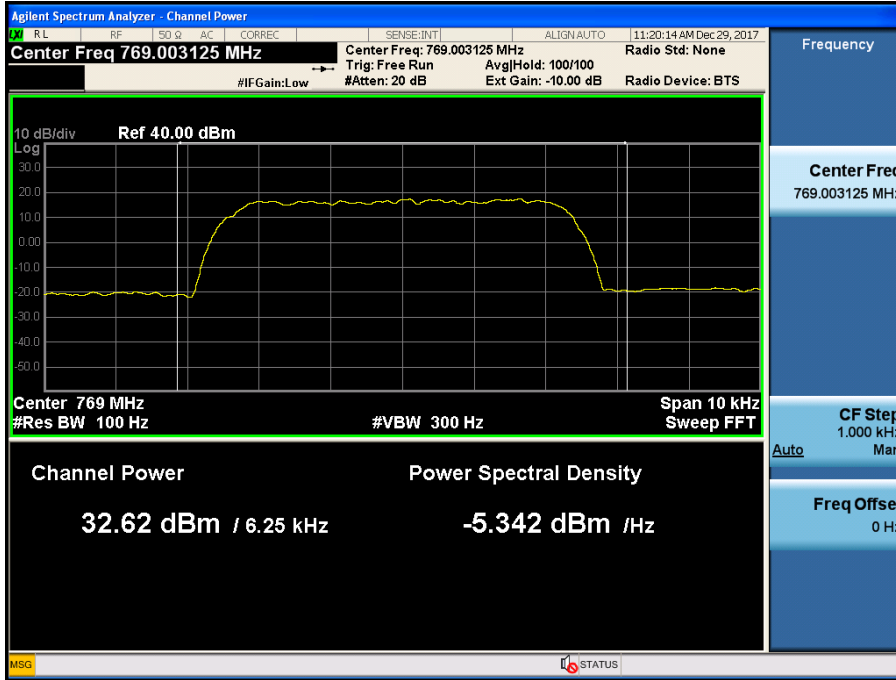 Agilent Spectrum Analyzer - Channel Power
LXI RL RF 50 Ω AC CORREC SENSE:INT ALIGN AUTO 11:20:14 AM Dec 29, 2017
Center Freq 769.003125 MHz
Center Freq: 769.003125 MHz
Radio Std: None
Trig: Free Run
Avg|Hold: 100/100
#IFGain:Low
#Atten: 20 dB
Ext Gain: -10.00 dB
Radio Device: BTS
10 dB/div Ref 40.00 dBm
Log
30.0
20.0
10.0
0.00
-10.0
-20.0
-30.0
-40.0
-50.0
Center 769 MHz
Span 10 kHz
#Res BW 100 Hz
#VBW 300 Hz
Sweep FFT
Channel Power
Power Spectral Density
32.62 dBm / 6.25 kHz
-5.342 dBm /Hz
MSG
STATUS
Frequency
Center Freq
769.003125 MHz
CF Step
1.000 kHz
Auto Man
Freq Offse
0 Hz